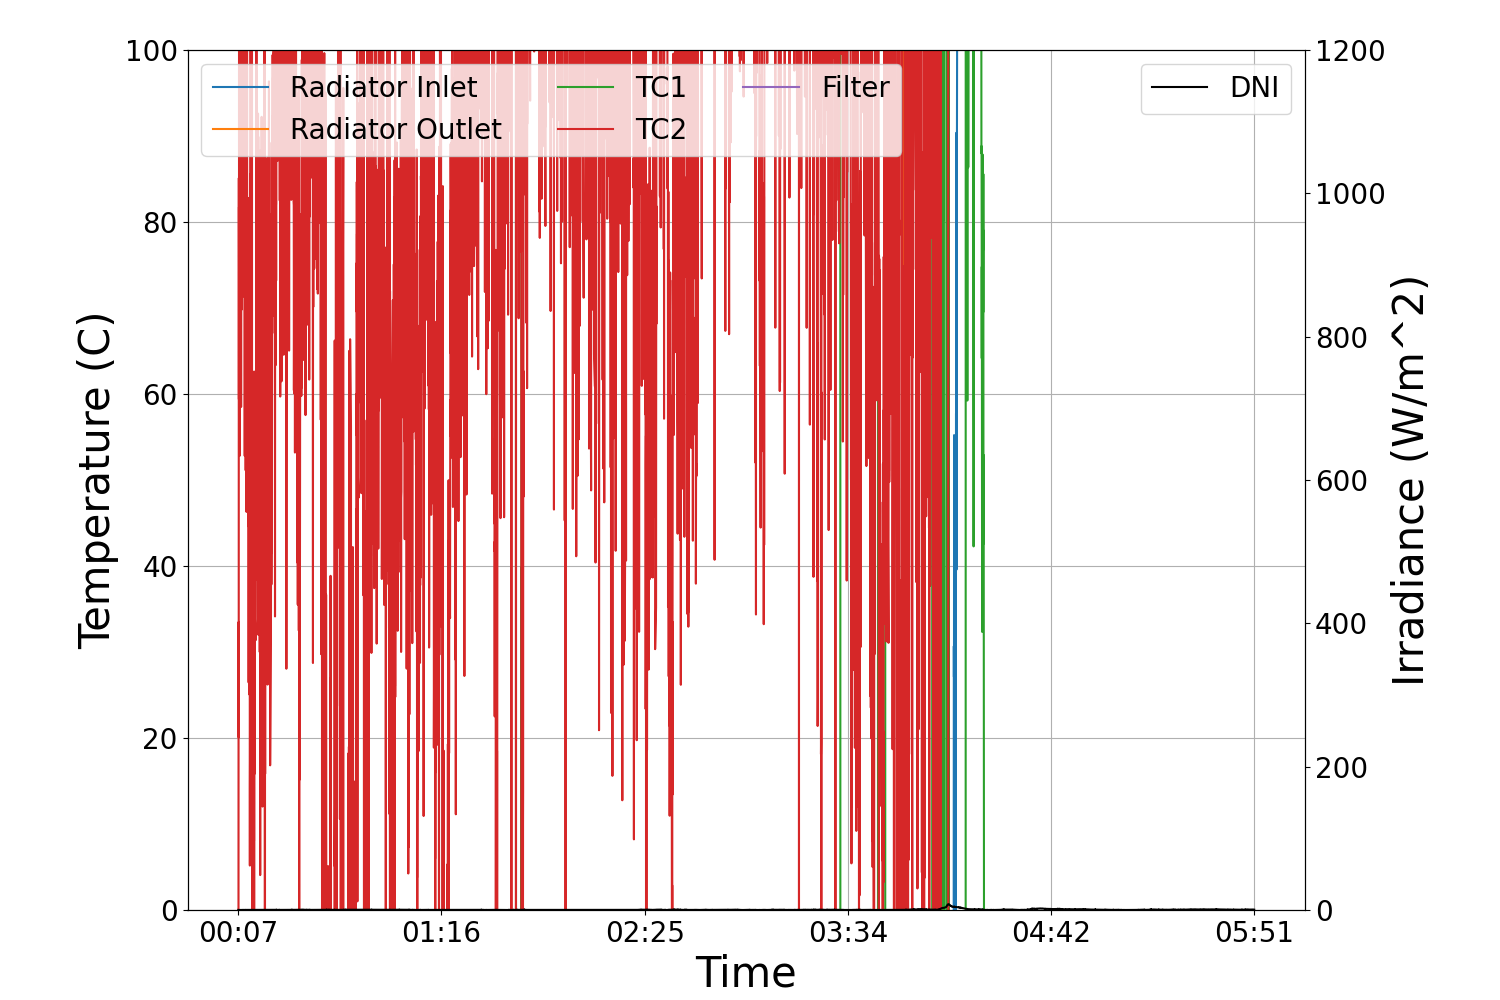 100
80
60
40
20
0
Temperature (C)
Radiator Inlet
Radiator Outlet
TC1
TC2
Filter
DNI
1200
1000
800
600
400
200
0
Irradiance (W/m^2)
00:07 01:16 02:25 03:34 04:42 05:51
Time